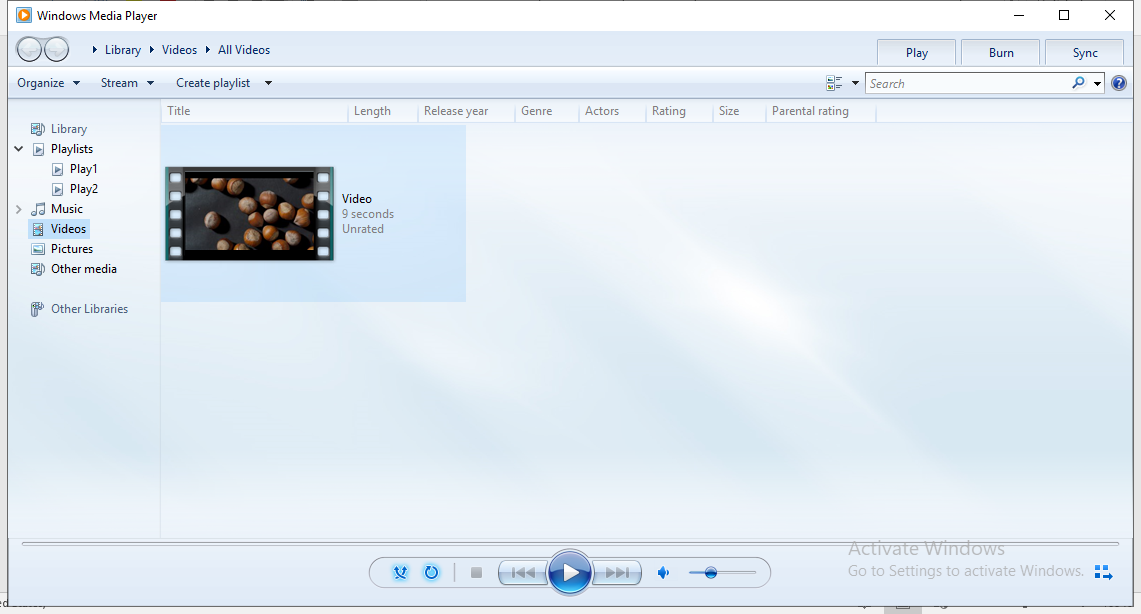 Windows Media Player
Library Videos All Videos
Play Burn Sync
Organize Stream Create playlist
Search
Title Length Release year Genre Actors Rating Size Parental rating
Library
Playlists
Play1
Play2
Music
Videos
Pictures
Other media
Other Libraries
Video
9 seconds
Unrated
Activate Windows
Go to Settings to activate Windows.